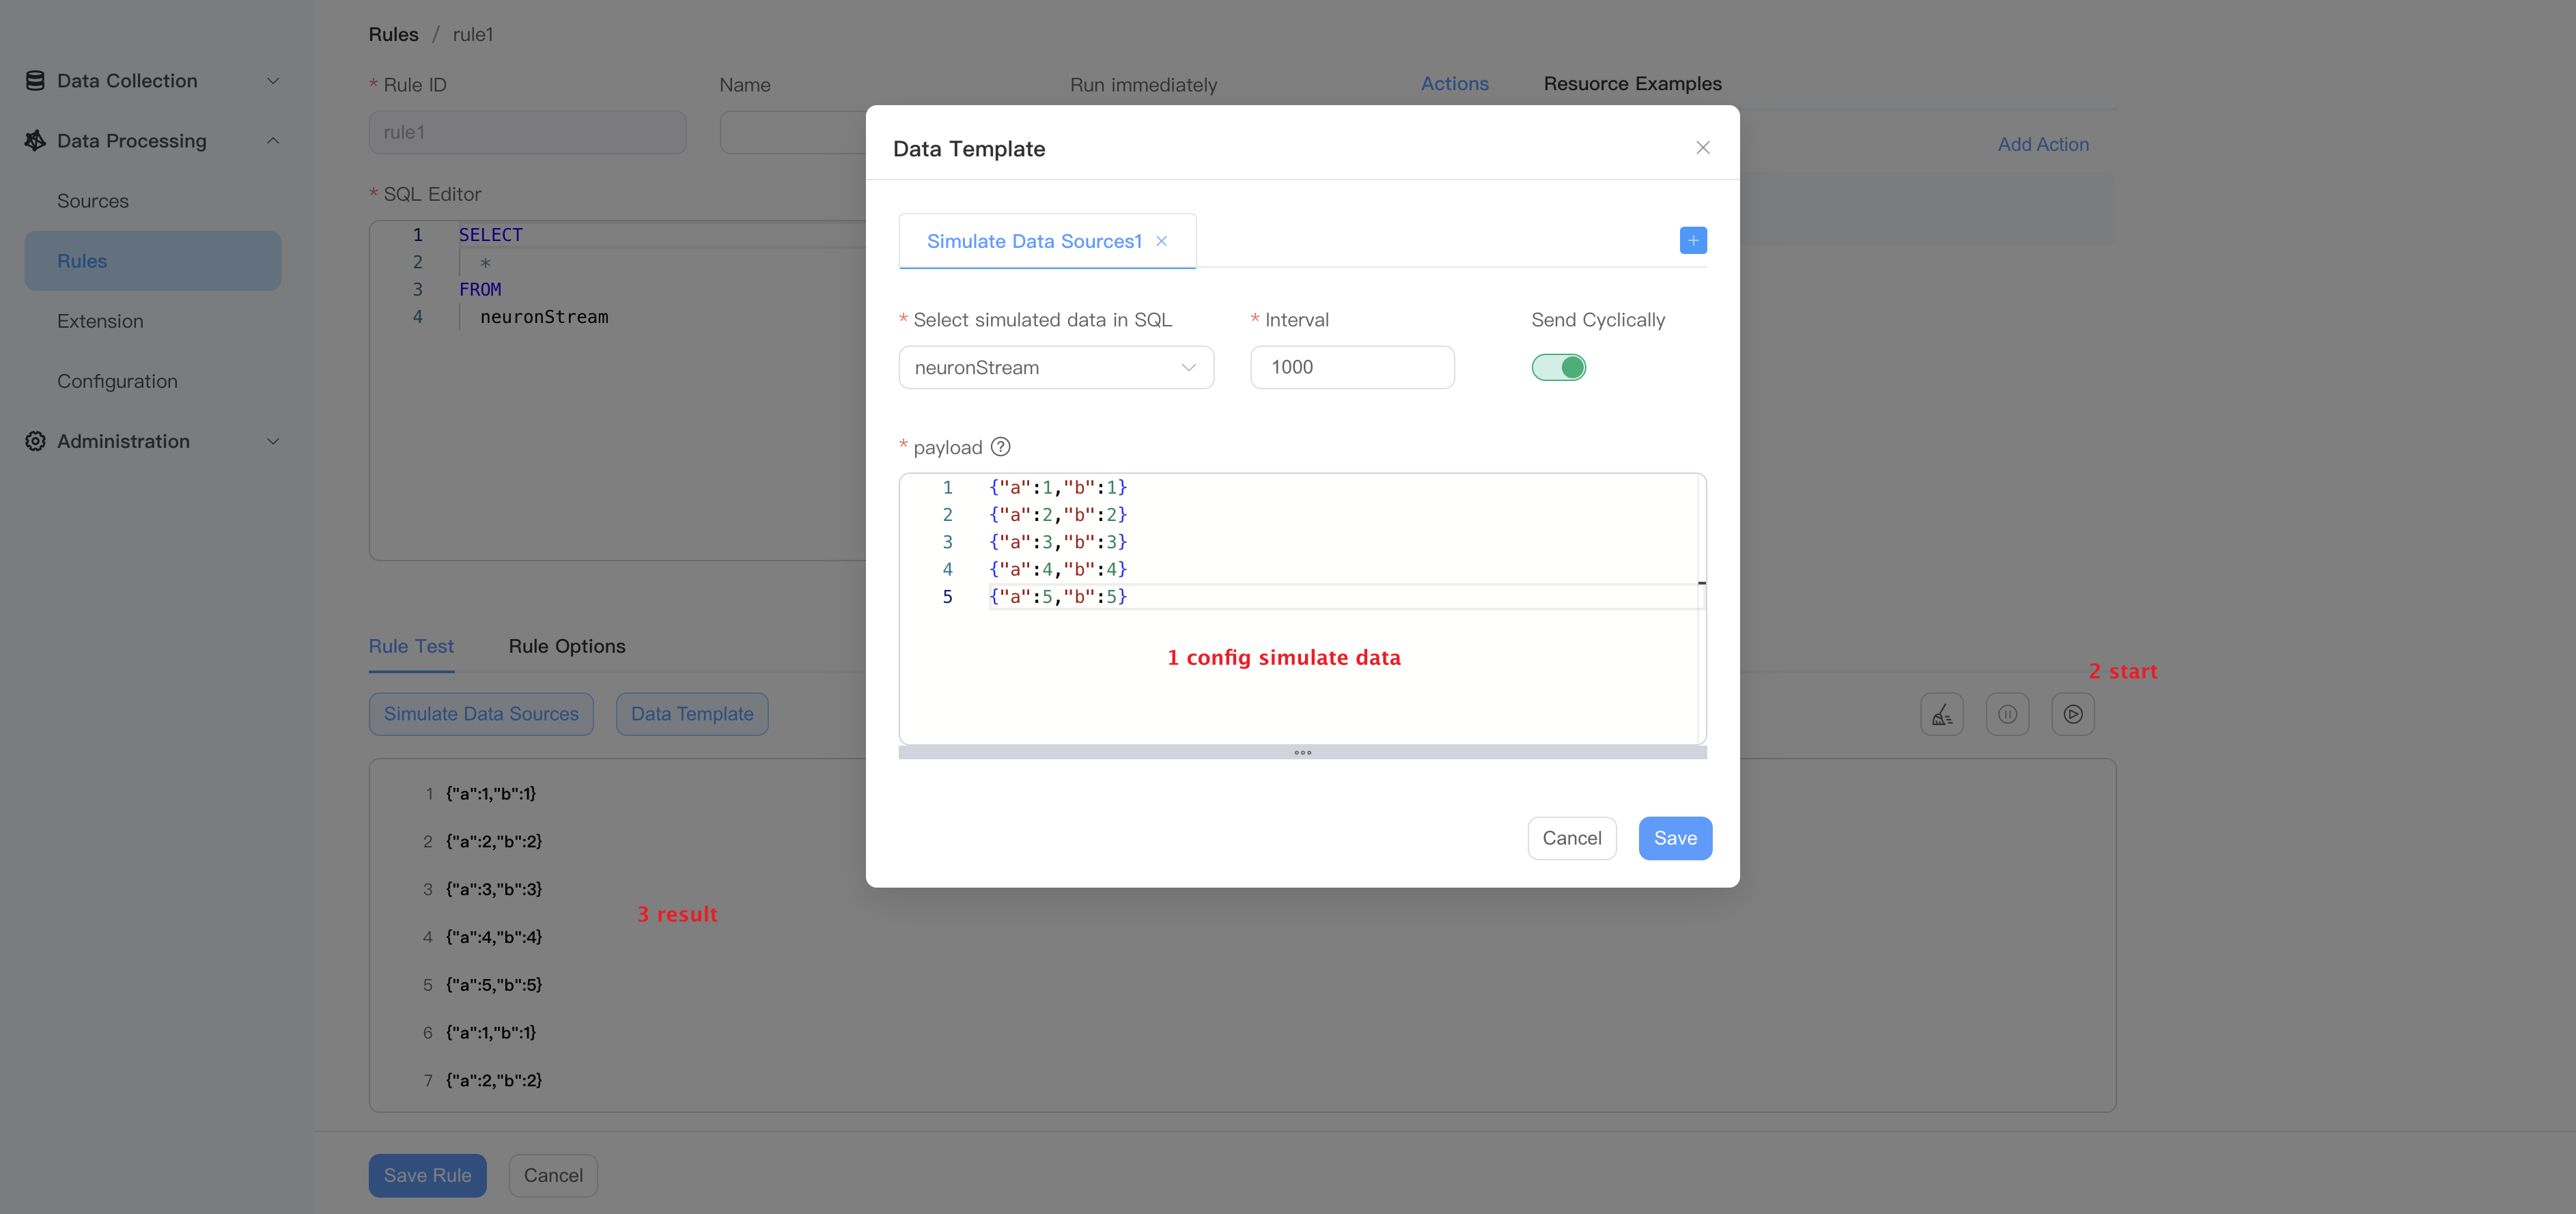 Rules / rule1
Data Collection
Data Processing
Sources
Rules
Extension
Configuration
Administration
* Rule ID
Name
Run immediately
rule1
* SQL Editor
1 SELECT
2 *
3 FROM
4 neuronStream
Actions
Resuorce Examples
Add Action
Data Template
Simulate Data Sources1
* Select simulated data in SQL
* Interval
Send Cyclically
neuronStream
1000
* payload
1 {"a":1,"b":1}
2 {"a":2,"b":2}
3 {"a":3,"b":3}
4 {"a":4,"b":4}
5 {"a":5,"b":5}
1 config simulate data
Cancel
Save
Rule Test
Rule Options
2 start
Simulate Data Sources
Data Template
1 {"a":1,"b":1}
2 {"a":2,"b":2}
3 {"a":3,"b":3}
4 {"a":4,"b":4}
5 {"a":5,"b":5}
6 {"a":1,"b":1}
7 {"a":2,"b":2}
3 result
Save Rule
Cancel